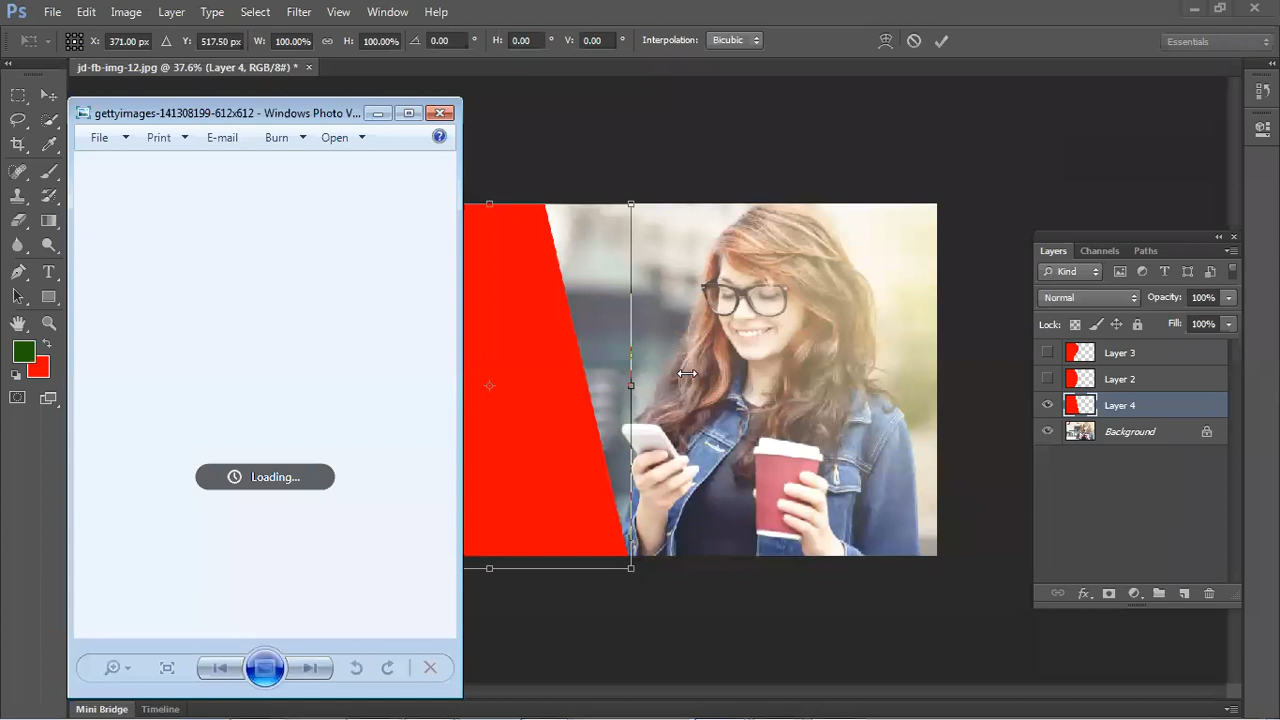 Ps File Edit Image Layer Type Select Filter View Window Help
X: 371.00 px Y: 517.50 px W: 100.00% H: 100.00% 0.00 ° H: 0.00 ° V: 0.00 ° Interpolation: Bicubic Essentials
jd-fb-img-12.jpg @ 37.6% (Layer 4, RGB/8#) * ×
gettyimages-141308199-612x612 - Windows Photo V...
File Print E-mail Burn Open
Loading...
Layers Channels Paths
Kind
Normal Opacity: 100%
Lock: Fill: 100%
Layer 3
Layer 2
Layer 4
Background
Mini Bridge Timeline